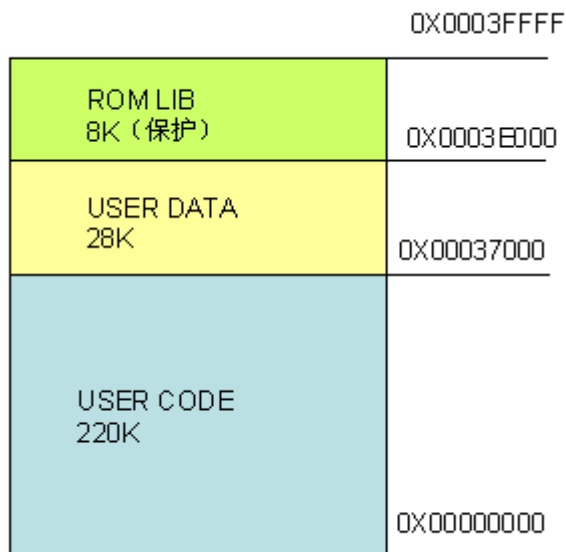 0X0003FFFF
ROM LIB
8K（保护）
0X0003E000
USER DATA
28K
0X00037000
USER CODE
220K
0X00000000